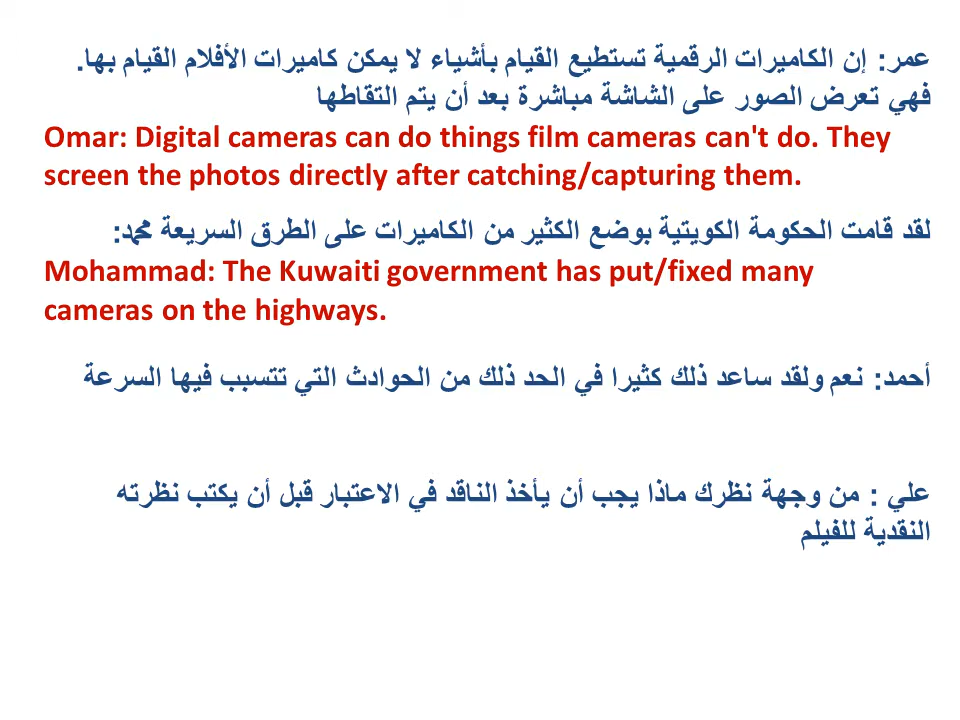 عمر: إن الكاميرات الرقمية تستطيع القيام بأشياء لا يمكن كاميرات الأفلام القيام بها.
فهي تعرض الصور على الشاشة مباشرة بعد أن يتم التقاطها
Omar: Digital cameras can do things film cameras can't do. They
screen the photos directly after catching/capturing them.
لقد قامت الحكومة الكويتية بوضع الكثير من الكاميرات على الطرق السريعة محمد:
Mohammad: The Kuwaiti government has put/fixed many
cameras on the highways.
أحمد: نعم ولقد ساعد ذلك كثيرا في الحد ذلك من الحوادث التي تتسبب فيها السرعة
علي : من وجهة نظرك ماذا يجب أن يأخذ الناقد في الاعتبار قبل أن يكتب نظرته
النقدية للفيلم